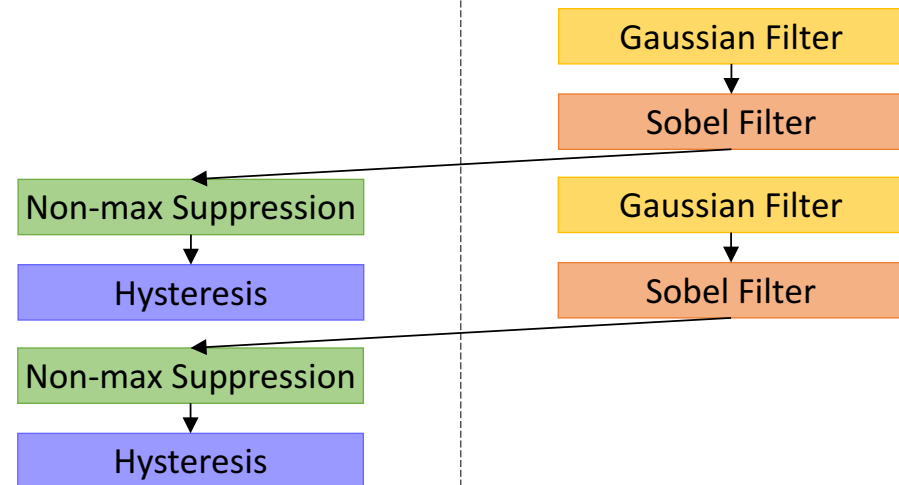 Gaussian Filter
Sobel Filter
Non-max Suppression
Gaussian Filter
Hysteresis
Sobel Filter
Non-max Suppression
Hysteresis